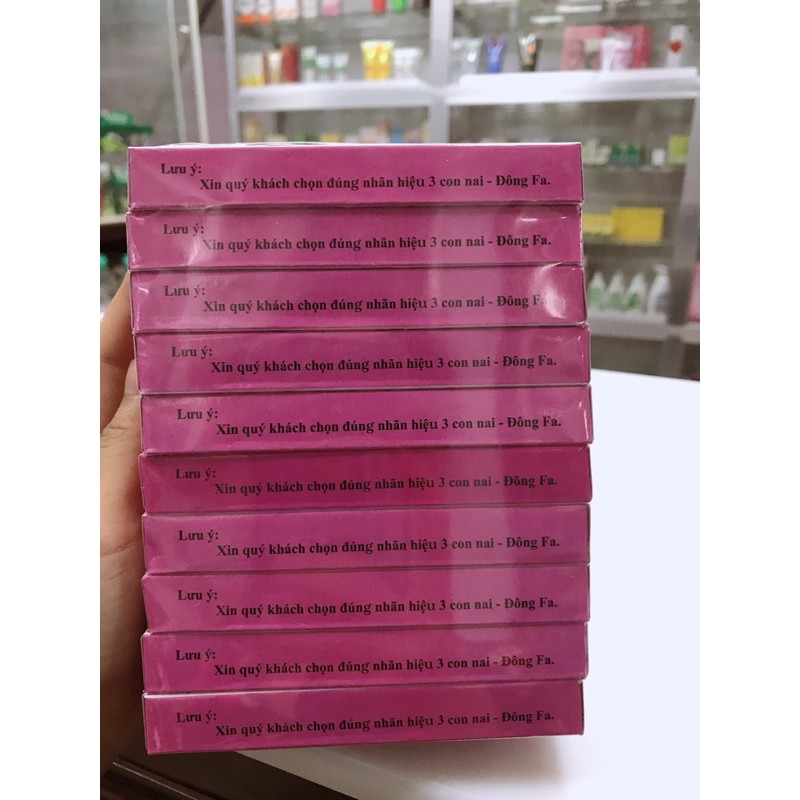 Lưu ý:
Xin quý khách chọn đúng nhãn hiệu 3 con nai - Đông Fa.
Lưu ý:
Xin quý khách chọn đúng nhãn hiệu 3 con nai - Đông Fa.
Lưu ý:
Xin quý khách chọn đúng nhãn hiệu 3 con nai - Đông Fa
Lưu ý:
Xin quý khách chọn đúng nhãn hiệu 3 con nai - Đông Fa.
Lưu ý:
Xin quý khách chọn đúng nhãn hiệu 3 con nai - Đông Fa.
Lưu ý:
Xin quý khách chọn đúng nhãn hiệu 3 con nai - Đông Fa.
Lưu ý:
Xin quý khách chọn đúng nhãn hiệu 3 con nai - Đông Fa.
Lưu ý:
Xin quý khách chọn đúng nhãn hiệu 3 con nai - Đông Fa.
Lưu ý:
Xin quý khách chọn đúng nhãn hiệu 3 con nai - Đông Fa.
Lưu ý:
Xin quý khách chọn đúng nhãn hiệu 3 con nai - Đông Fa.